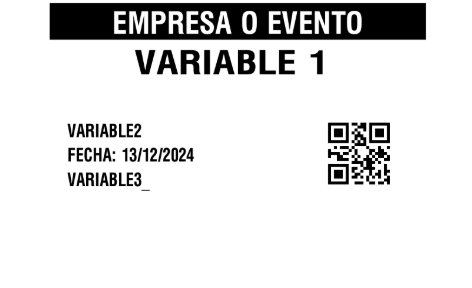 EMPRESA O EVENTO
VARIABLE 1
VARIABLE2
FECHA: 13/12/2024
VARIABLE3_